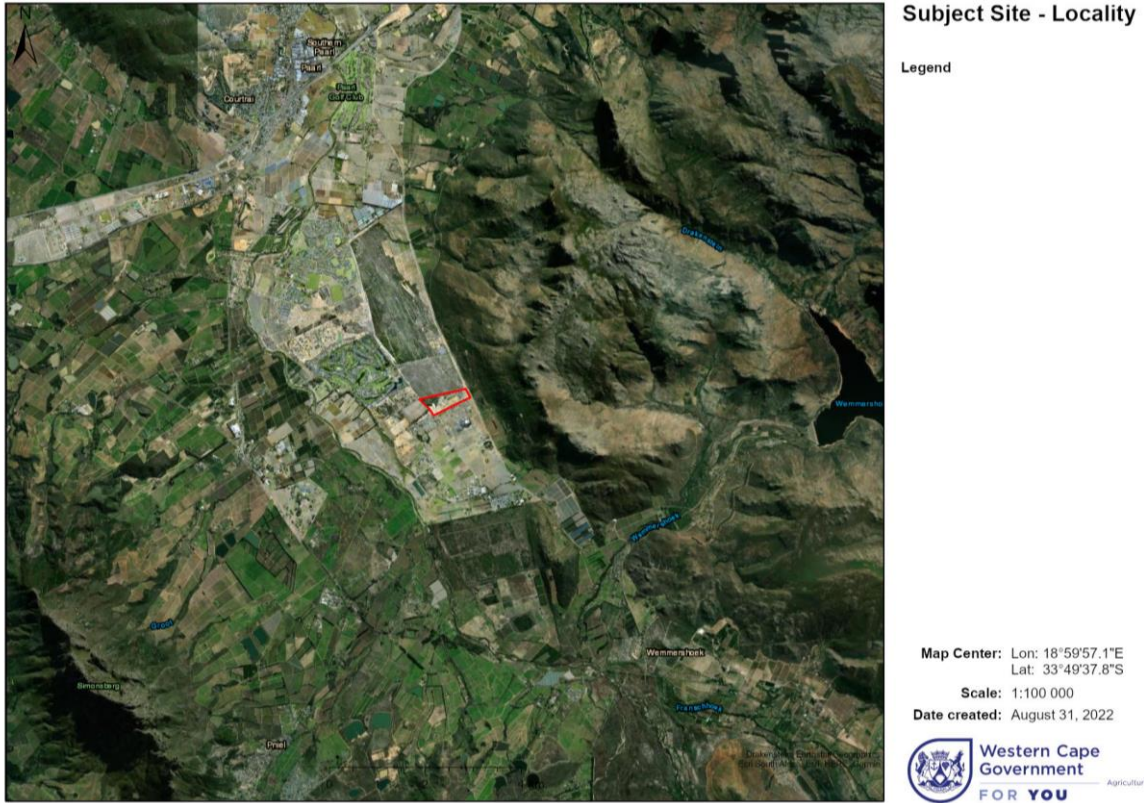 Subject Site - Locality
Legend
N
Southern
Paarl
Paarl
Paarl
Golf Club
Courtrai
Drakenstein
Wemmersho
Wemmershoek
Wemmershoek
Simonsberg
Pniel
Map Center: Lon: 18°59'57.1"E
Lat: 33°49'37.8"S
Scale: 1:100 000
Date created: August 31, 2022
Western Cape
Government
Agricultur
FOR YOU